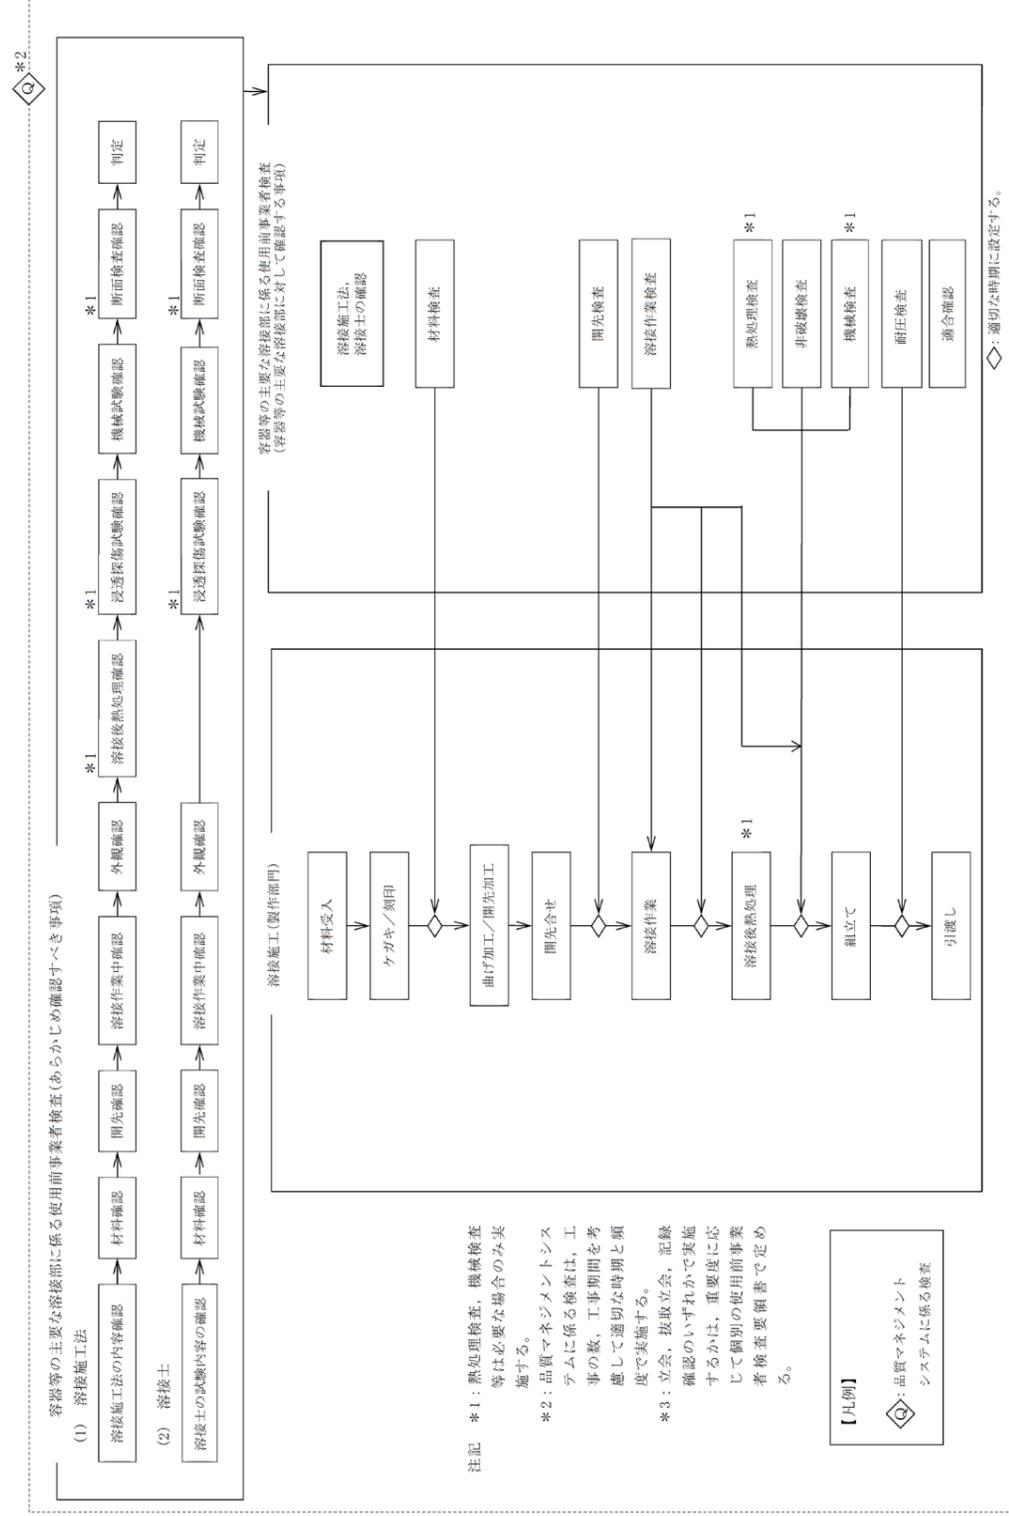 容器等の主要な溶接部に係る使用前事業者検査(あらかじめ確認すべき事項)
(1) 溶接施工法
溶接施工法の内容確認
材料確認
開先確認
溶接作業中確認
外観確認
*1
溶接後熱処理確認
*1
浸透探傷試験確認
機械試験確認
*1
断面検査確認
判定
(2) 溶接士
溶接士の試験内容の確認
材料確認
開先確認
溶接作業中確認
外観確認
*1
浸透探傷試験確認
機械試験確認
*1
断面検査確認
判定
Q *2
溶接施工(製作部門)
材料受入
ケガキ/刻印
曲げ加工/開先加工
開先合せ
溶接作業
溶接後熱処理
*1
組立て
引渡し
容器等の主要な溶接部に係る使用前事業者検査
(容器等の主要な溶接部に対して確認する事項)
溶接施工法,
溶接士の確認
材料検査
開先検査
溶接作業検査
熱処理検査
*1
非破壊検査
機械検査
*1
耐圧検査
適合確認
◇:適切な時期に設定する。
注記 *1:熱処理検査,機械検査
等は必要な場合のみ実
施する。
*2:品質マネジメントシス
テムに係る検査は,工
事の数,工事期間を考
慮して適切な時期と頻
度で実施する。
*3:立会,抜取立会,記録
確認のいずれかで実施
するかは,重要度に応
じて個別の使用前事業
者検査要領書で定め
る。
【凡例】
Q:品質マネジメント
システムに係る検査